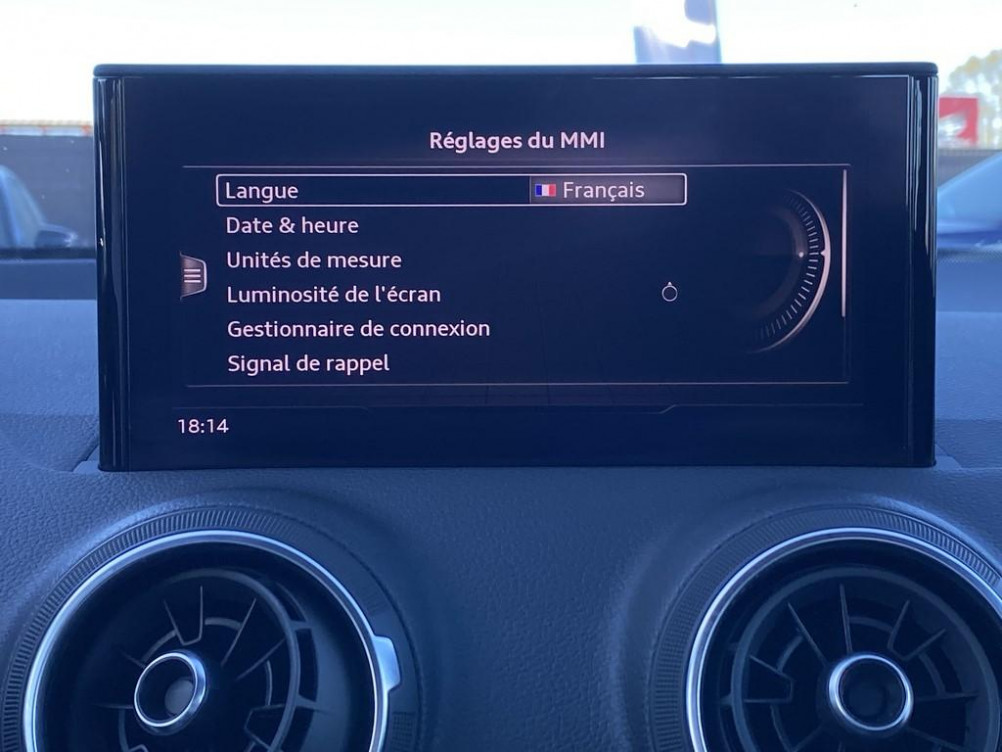 Réglages du MMI
Langue Français
Date & heure
Unités de mesure
Luminosité de l'écran
Gestionnaire de connexion
Signal de rappel
18:14